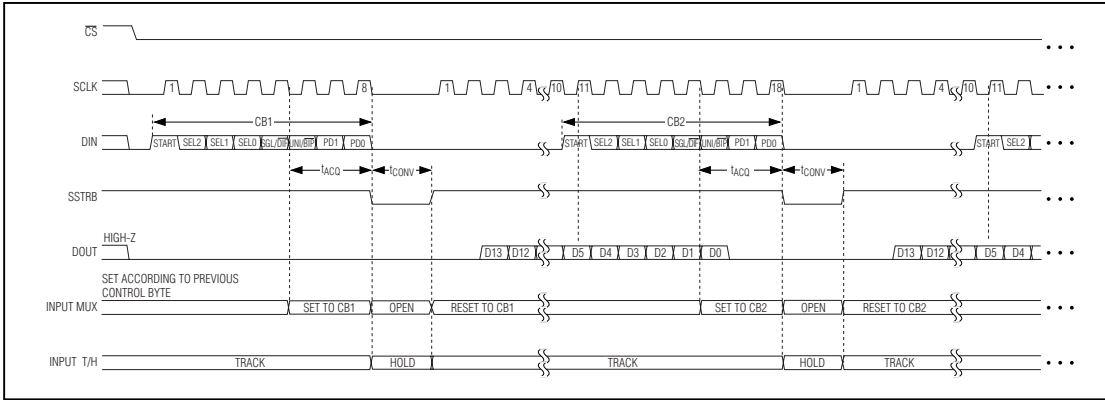 CS
SCLK 1 8 1 4 10 11 18 1 4 10 11
CB1 CB2
DIN START SEL2 SEL1 SEL0 SGL/DIF UNI/BIP PD1 PD0 START SEL2 SEL1 SEL0 SGL/DIF UNI/BIP PD1 PD0 START SEL2
tACQ tCONV tACQ tCONV
SSTRB
HIGH-Z
DOUT D13 D12 D5 D4 D3 D2 D1 D0 D13 D12 D5 D4
SET ACCORDING TO PREVIOUS
CONTROL BYTE
INPUT MUX SET TO CB1 OPEN RESET TO CB1 SET TO CB2 OPEN RESET TO CB2
INPUT T/H TRACK HOLD TRACK HOLD TRACK